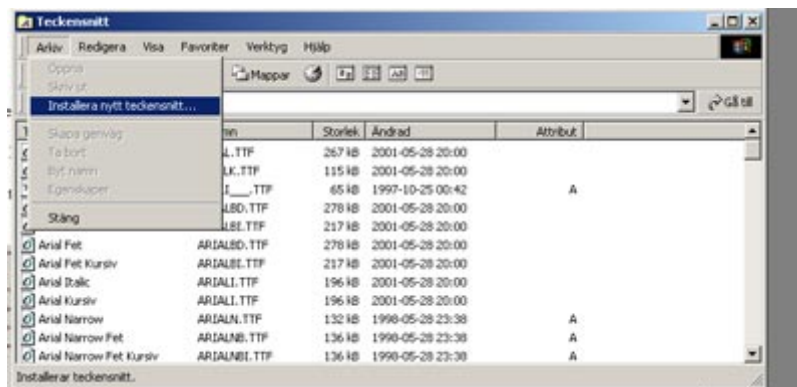 Teckensnitt
Arkiv Redigera Visa Favoriter Verktyg Hjälp
Öppna
Mappar
Skriv ut
Installera nytt teckensnitt...
Gå till
Storlek Ändrad Attribut
Skapa genväg
L.TTF 267 kB 2001-05-28 20:00
Ta bort
LK.TTF 115 kB 2001-05-28 20:00
Byt namn
I___.TTF 65 kB 1997-10-25 00:42 A
Egenskaper
LBD.TTF 278 kB 2001-05-28 20:00
Stäng
LBI.TTF 217 kB 2001-05-28 20:00
Arial Fet ARIALBD.TTF 278 kB 2001-05-28 20:00
Arial Fet Kursiv ARIALBI.TTF 217 kB 2001-05-28 20:00
Arial Italic ARIALI.TTF 196 kB 2001-05-28 20:00
Arial Kursiv ARIALI.TTF 196 kB 2001-05-28 20:00
Arial Narrow ARIALN.TTF 132 kB 1998-05-28 23:38 A
Arial Narrow Fet ARIALNB.TTF 136 kB 1998-05-28 23:38 A
Arial Narrow Fet Kursiv ARIALNBI.TTF 136 kB 1998-05-28 23:38 A
Installerar teckensnitt.